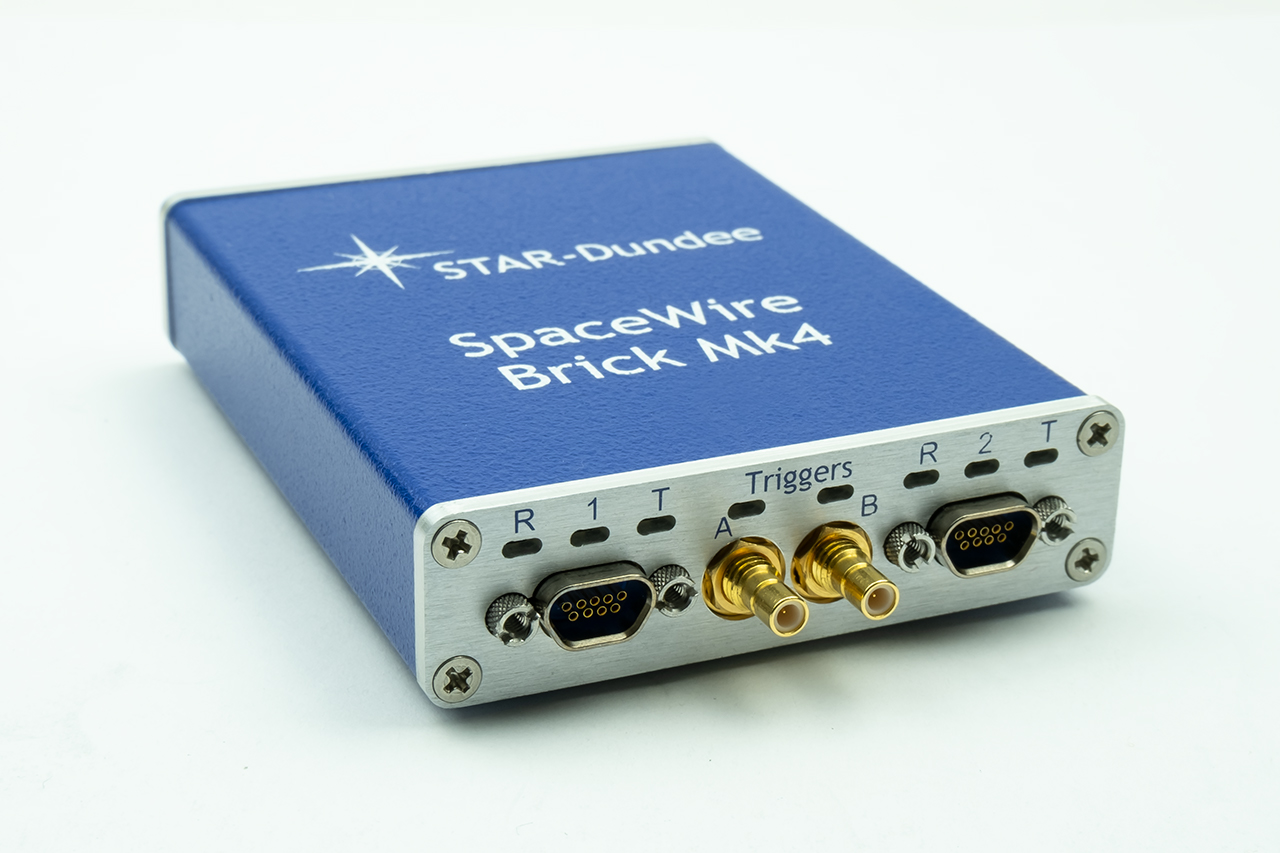 STAR-Dundee
SpaceWire
Brick Mk4
R 1 T
Triggers
A B
R 2 T